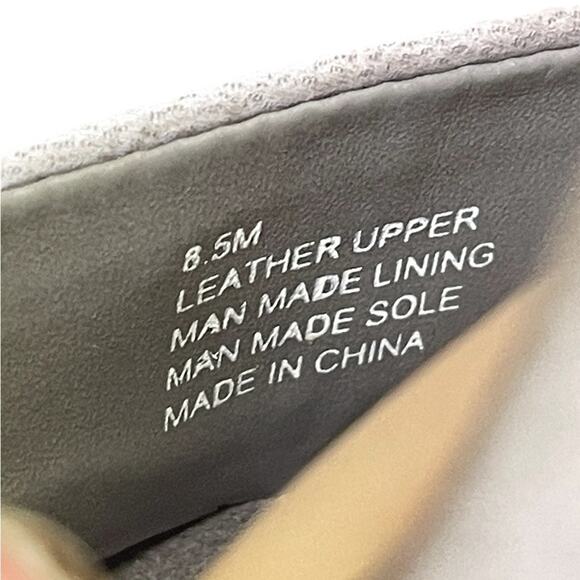 8.5M
LEATHER UPPER
MAN MADE LINING
MAN MADE SOLE
MADE IN CHINA